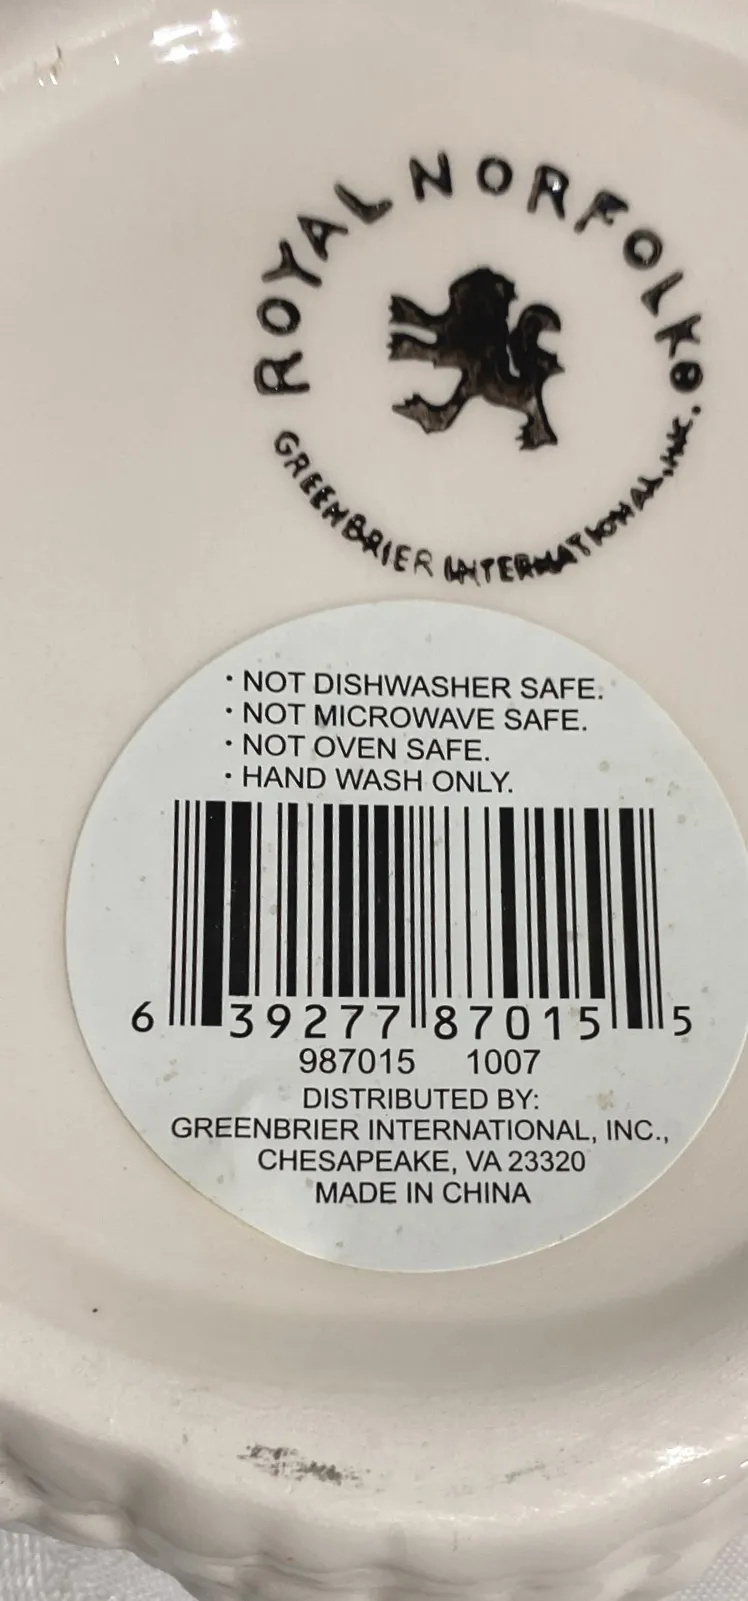 ROYAL NORFOLK®
GREENBRIER INTERNATIONAL, INC.
· NOT DISHWASHER SAFE.
· NOT MICROWAVE SAFE.
· NOT OVEN SAFE.
· HAND WASH ONLY.
6 39277 87015 5
987015 1007
DISTRIBUTED BY:
GREENBRIER INTERNATIONAL, INC.,
CHESAPEAKE, VA 23320
MADE IN CHINA